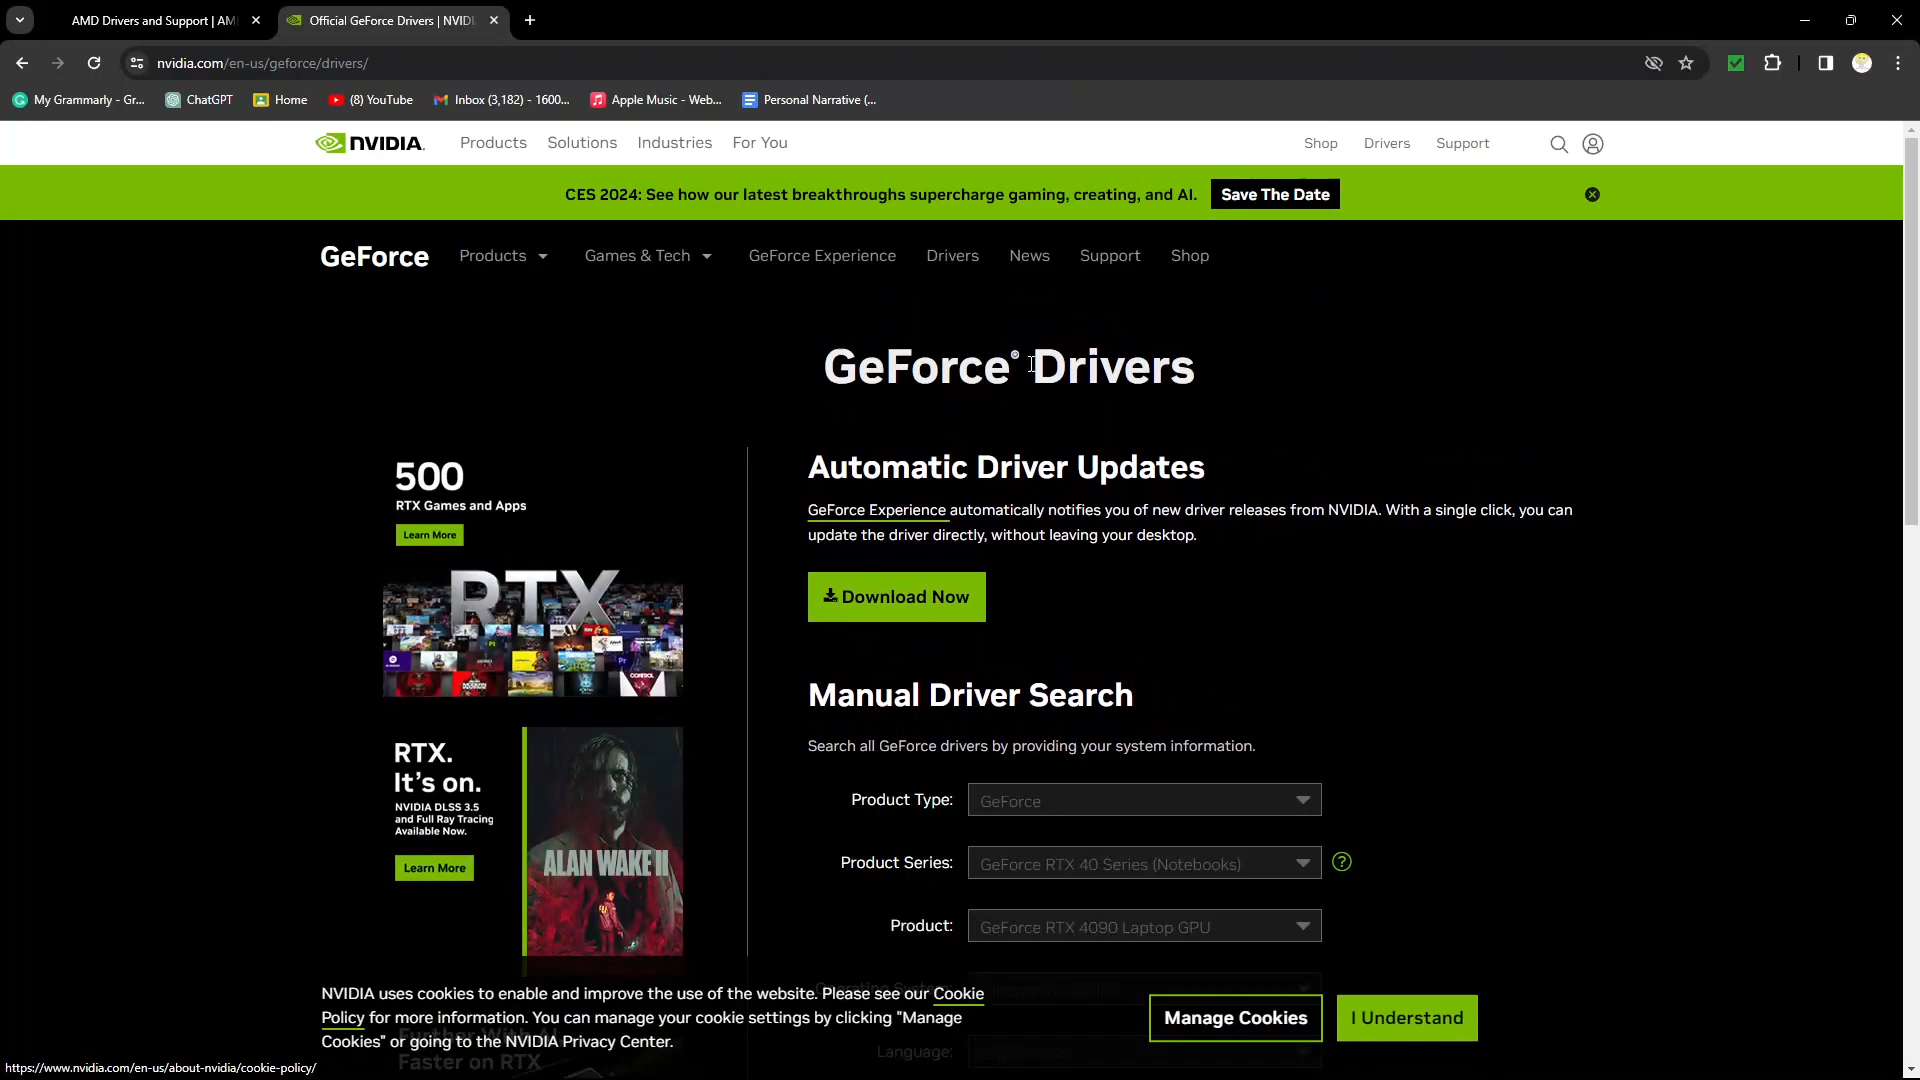 AMD Drivers and Support | AM
Official GeForce Drivers | NVIDI
nvidia.com/en-us/geforce/drivers/
My Grammarly - Gr...
ChatGPT
Home
(8) YouTube
Inbox (3,182) - 1600...
Apple Music - Web...
Personal Narrative (...
NVIDIA.
Products
Solutions
Industries
For You
Shop
Drivers
Support
CES 2024: See how our latest breakthroughs supercharge gaming, creating, and AI.
Save The Date
GeForce
Products
Games & Tech
GeForce Experience
Drivers
News
Support
Shop
GeForce® Drivers
500
RTX Games and Apps
Learn More
RTX
RTX.
It's on.
NVIDIA DLSS 3.5
and Full Ray Tracing
Available Now.
Learn More
ALAN WAKE II
Automatic Driver Updates
GeForce Experience automatically notifies you of new driver releases from NVIDIA. With a single click, you can
update the driver directly, without leaving your desktop.
Download Now
Manual Driver Search
Search all GeForce drivers by providing your system information.
Product Type:
GeForce
Product Series:
GeForce RTX 40 Series (Notebooks)
?
Product:
GeForce RTX 4090 Laptop GPU
Operating System:
Language:
Further With AI
Faster on RTX
NVIDIA uses cookies to enable and improve the use of the website. Please see our Cookie
Policy for more information. You can manage your cookie settings by clicking "Manage
Cookies" or going to the NVIDIA Privacy Center.
Manage Cookies
I Understand
https://www.nvidia.com/en-us/about-nvidia/cookie-policy/